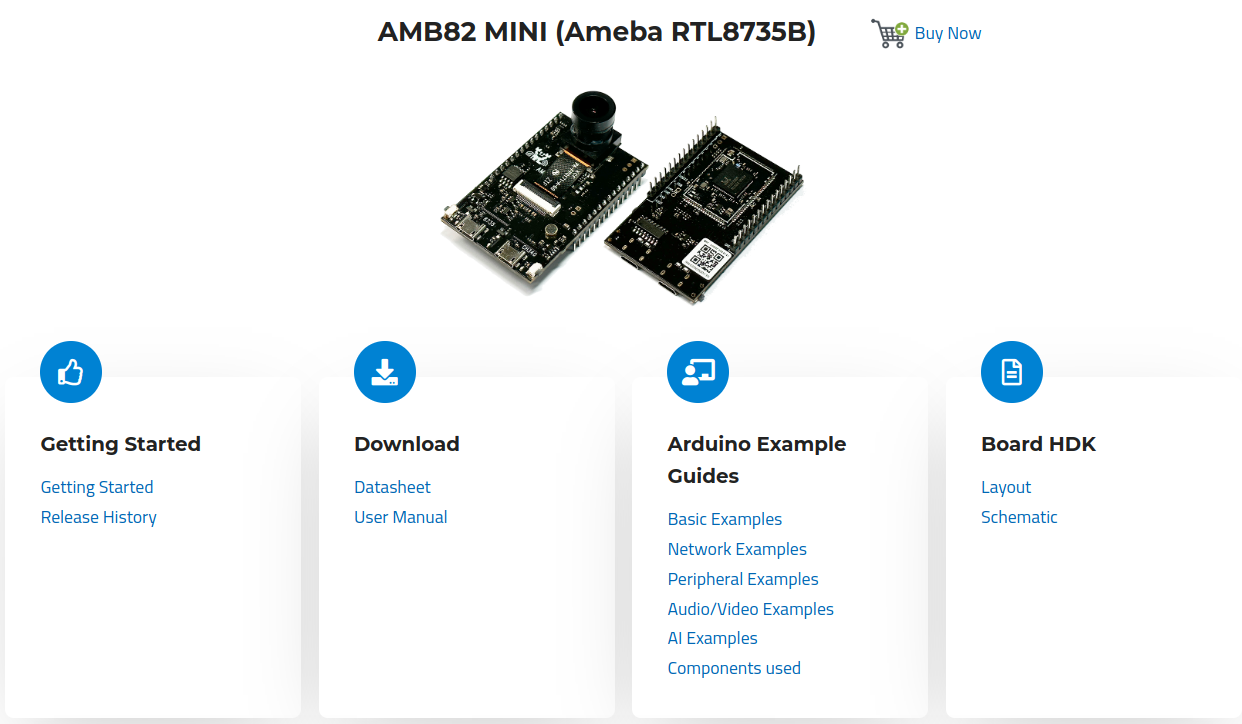 AMB82 MINI (Ameba RTL8735B)
Buy Now
Getting Started
Getting Started
Release History
Download
Datasheet
User Manual
Arduino Example
Guides
Basic Examples
Network Examples
Peripheral Examples
Audio/Video Examples
AI Examples
Components used
Board HDK
Layout
Schematic